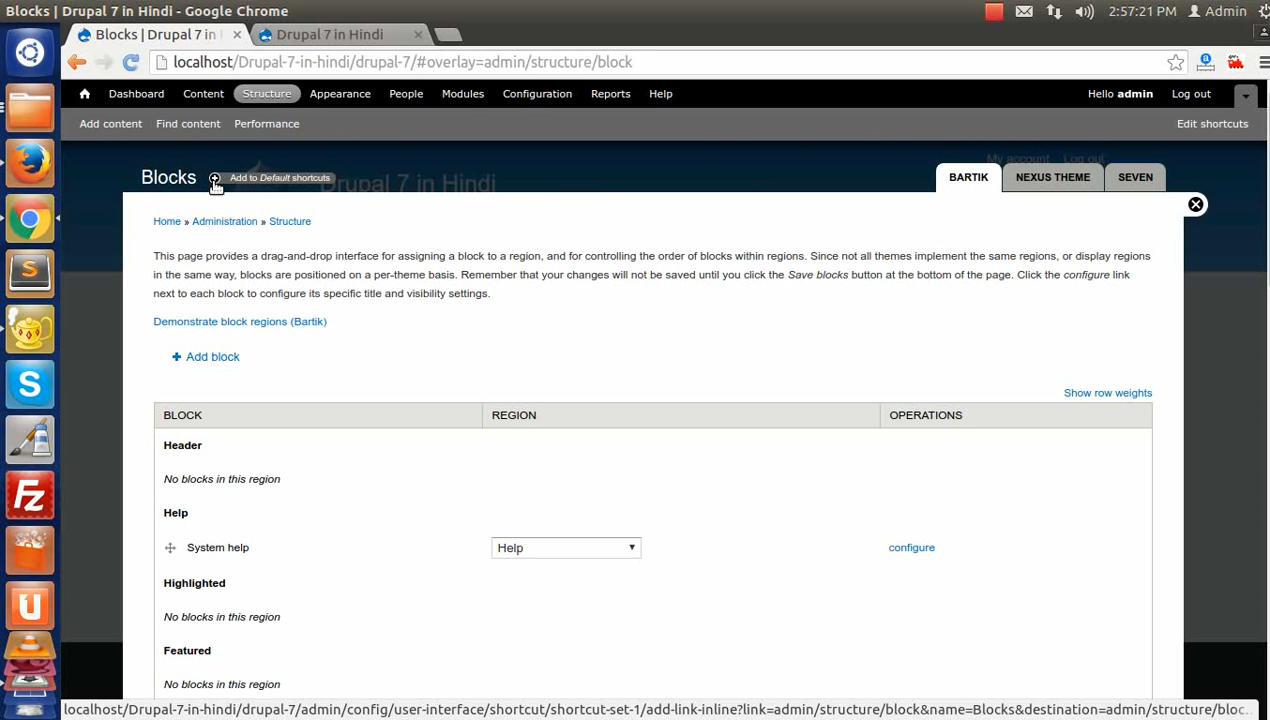 Blocks | Drupal 7 in Hindi - Google Chrome
2:57:21 PM Admin
Blocks | Drupal 7 in
Drupal 7 in Hindi
localhost/Drupal-7-in-hindi/drupal-7/#overlay=admin/structure/block
Dashboard Content Structure Appearance People Modules Configuration Reports Help Hello admin Log out
Add content Find content Performance Edit shortcuts
My account Log out
Blocks Add to Default shortcuts Drupal 7 in Hindi BARTIK NEXUS THEME SEVEN
Home » Administration » Structure
This page provides a drag-and-drop interface for assigning a block to a region, and for controlling the order of blocks within regions. Since not all themes implement the same regions, or display regions
in the same way, blocks are positioned on a per-theme basis. Remember that your changes will not be saved until you click the Save blocks button at the bottom of the page. Click the configure link
next to each block to configure its specific title and visibility settings.
Demonstrate block regions (Bartik)
+ Add block
Show row weights
BLOCK REGION OPERATIONS
Header
No blocks in this region
Help
System help Help configure
Highlighted
No blocks in this region
Featured
No blocks in this region
localhost/Drupal-7-in-hindi/drupal-7/admin/config/user-interface/shortcut/shortcut-set-1/add-link-inline?link=admin/structure/block&name=Blocks&destination=admin/structure/bloc...